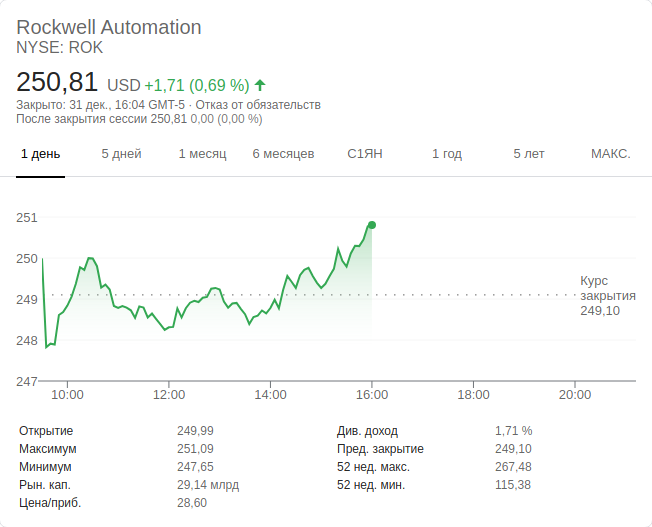 Rockwell Automation
NYSE: ROK
250,81 USD +1,71 (0,69 %)
Закрыто: 31 дек., 16:04 GMT-5 · Отказ от обязательств
После закрытия сессии 250,81 0,00 (0,00 %)
1 день 5 дней 1 месяц 6 месяцев С1ЯН 1 год 5 лет МАКС.
251
250
249
248
247
Курс
закрытия
249,10
10:00 12:00 14:00 16:00 18:00 20:00
Открытие 249,99 Див. доход 1,71 %
Максимум 251,09 Пред. закрытие 249,10
Минимум 247,65 52 нед. макс. 267,48
Рын. кап. 29,14 млрд 52 нед. мин. 115,38
Цена/приб. 28,60